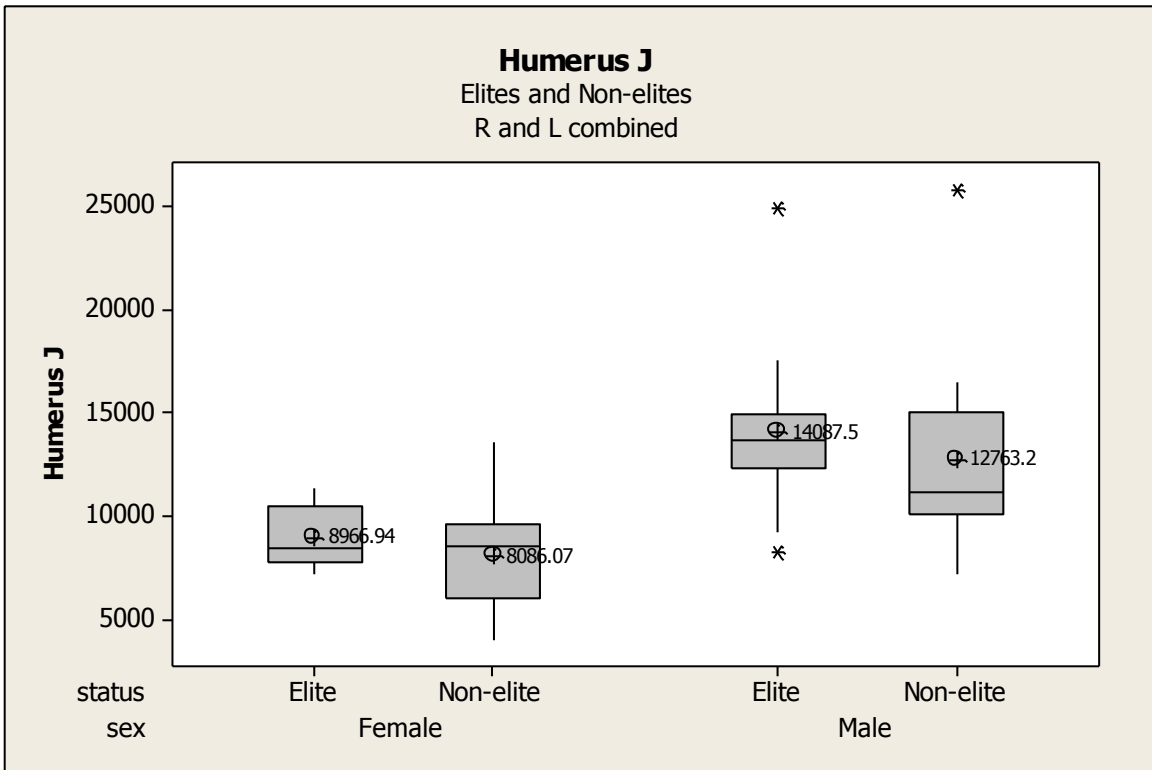 Humerus J
Elites and Non-elites
R and L combined
Humerus J
25000
20000
15000
10000
5000
8966.94
8086.07
14087.5
12763.2
status Elite Non-elite Elite Non-elite
sex Female Male